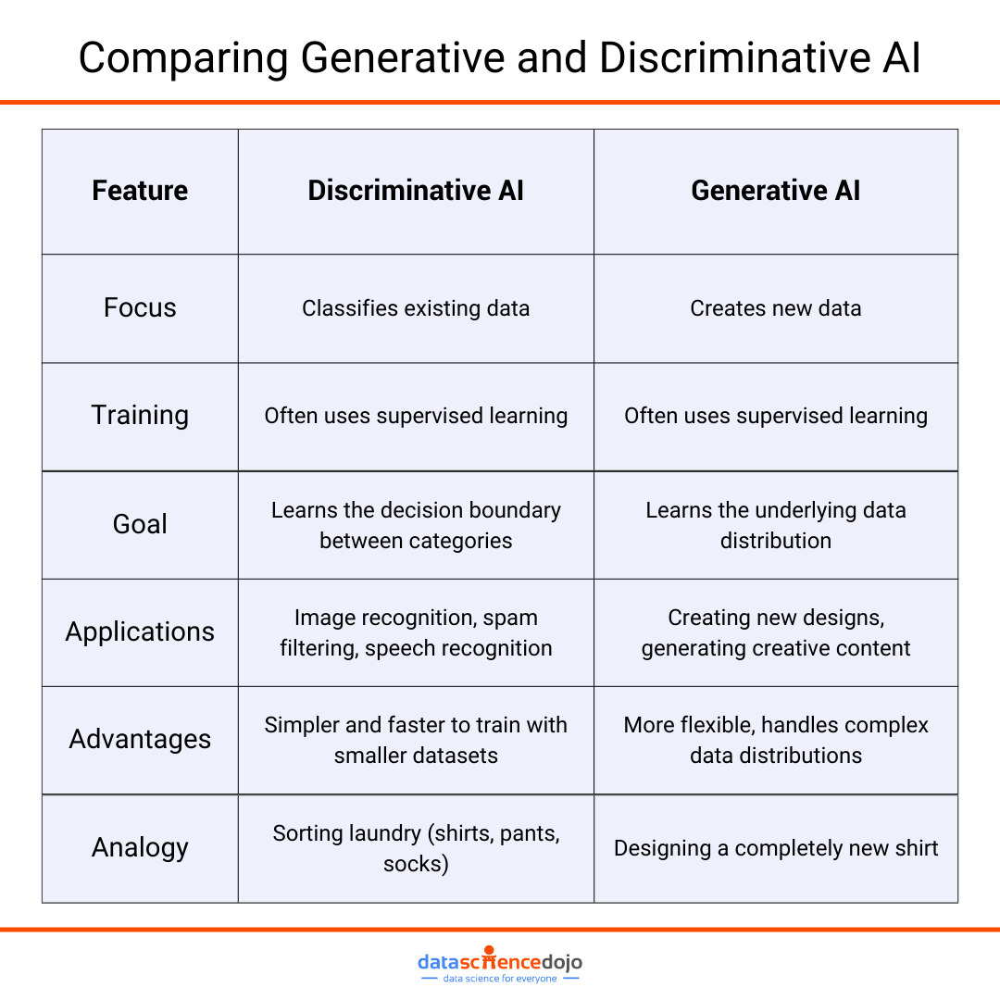 Comparing Generative and Discriminative AI
Feature
Discriminative AI
Generative AI
Focus
Classifies existing data
Creates new data
Training
Often uses supervised learning
Often uses supervised learning
Goal
Learns the decision boundary
between categories
Learns the underlying data
distribution
Applications
Image recognition, spam
filtering, speech recognition
Creating new designs,
generating creative content
Advantages
Simpler and faster to train with
smaller datasets
More flexible, handles complex
data distributions
Analogy
Sorting laundry (shirts, pants,
socks)
Designing a completely new shirt
datasciencedojo
data science for everyone